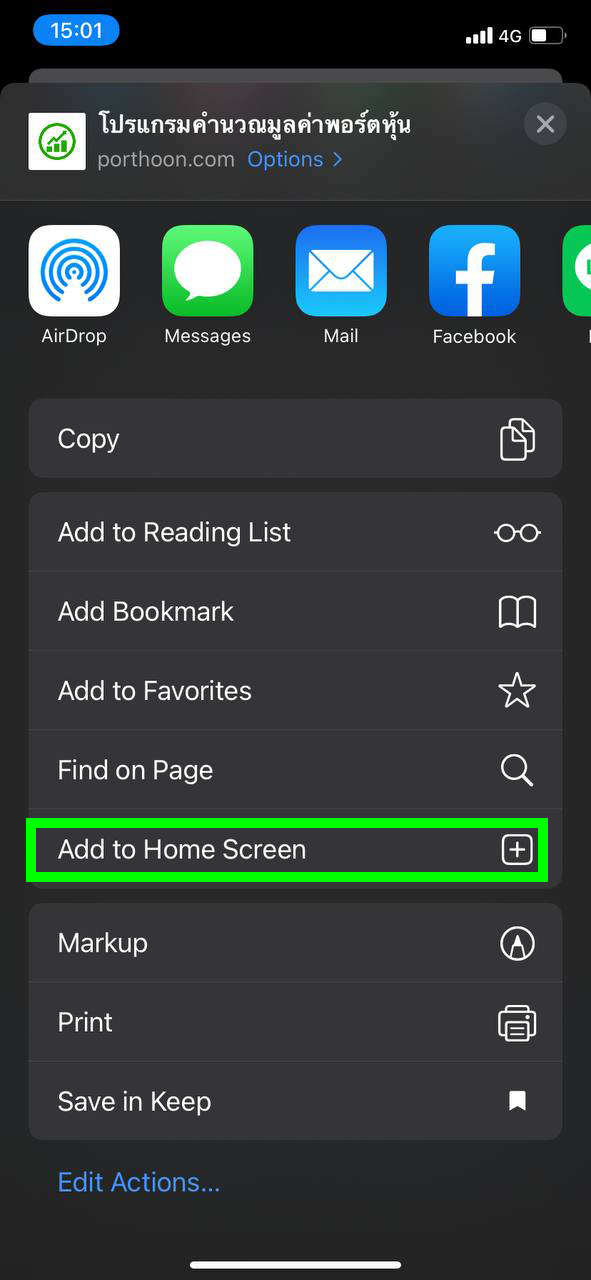 15:01
4G
โปรแกรมคำนวณมูลค่าพอร์ตหุ้น
porthoon.com Options >
AirDrop Messages Mail Facebook
Copy
Add to Reading List
Add Bookmark
Add to Favorites
Find on Page
Add to Home Screen
Markup
Print
Save in Keep
Edit Actions...